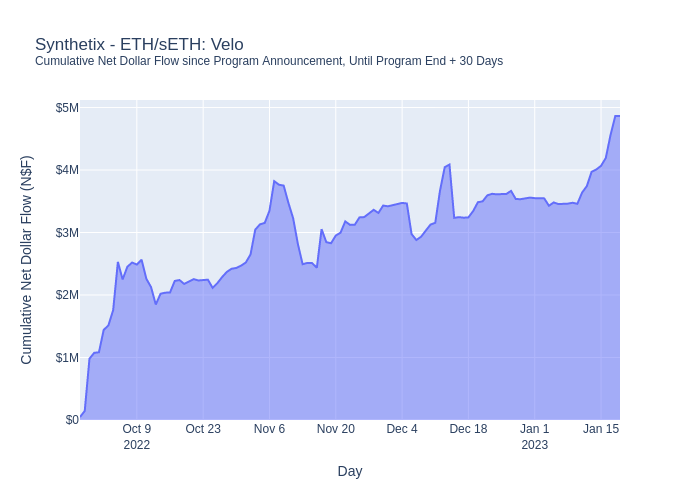 Synthetix - ETH/sETH: Velo
Cumulative Net Dollar Flow since Program Announcement, Until Program End + 30 Days
Cumulative Net Dollar Flow (N$F)
$5M
$4M
$3M
$2M
$1M
$0
Oct 9 Oct 23 Nov 6 Nov 20 Dec 4 Dec 18 Jan 1 Jan 15
2022 2023
Day